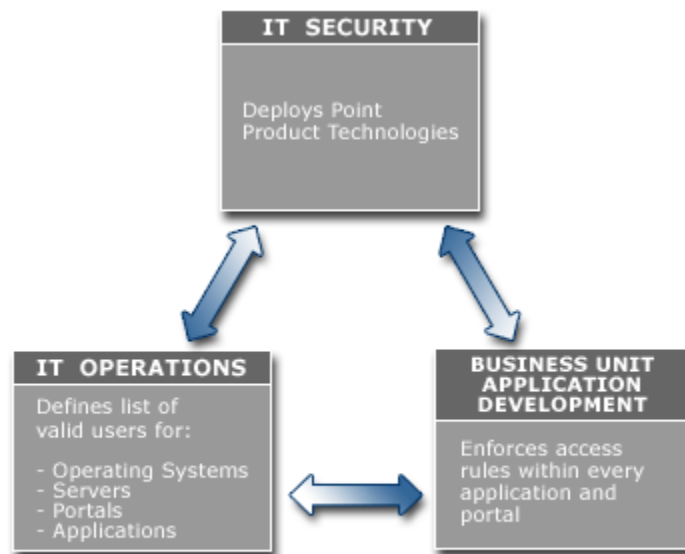 IT SECURITY
Deploys Point
Product Technologies
IT OPERATIONS
Defines list of
valid users for:
- Operating Systems
- Servers
- Portals
- Applications
BUSINESS UNIT
APPLICATION
DEVELOPMENT
Enforces access
rules within every
application and
portal